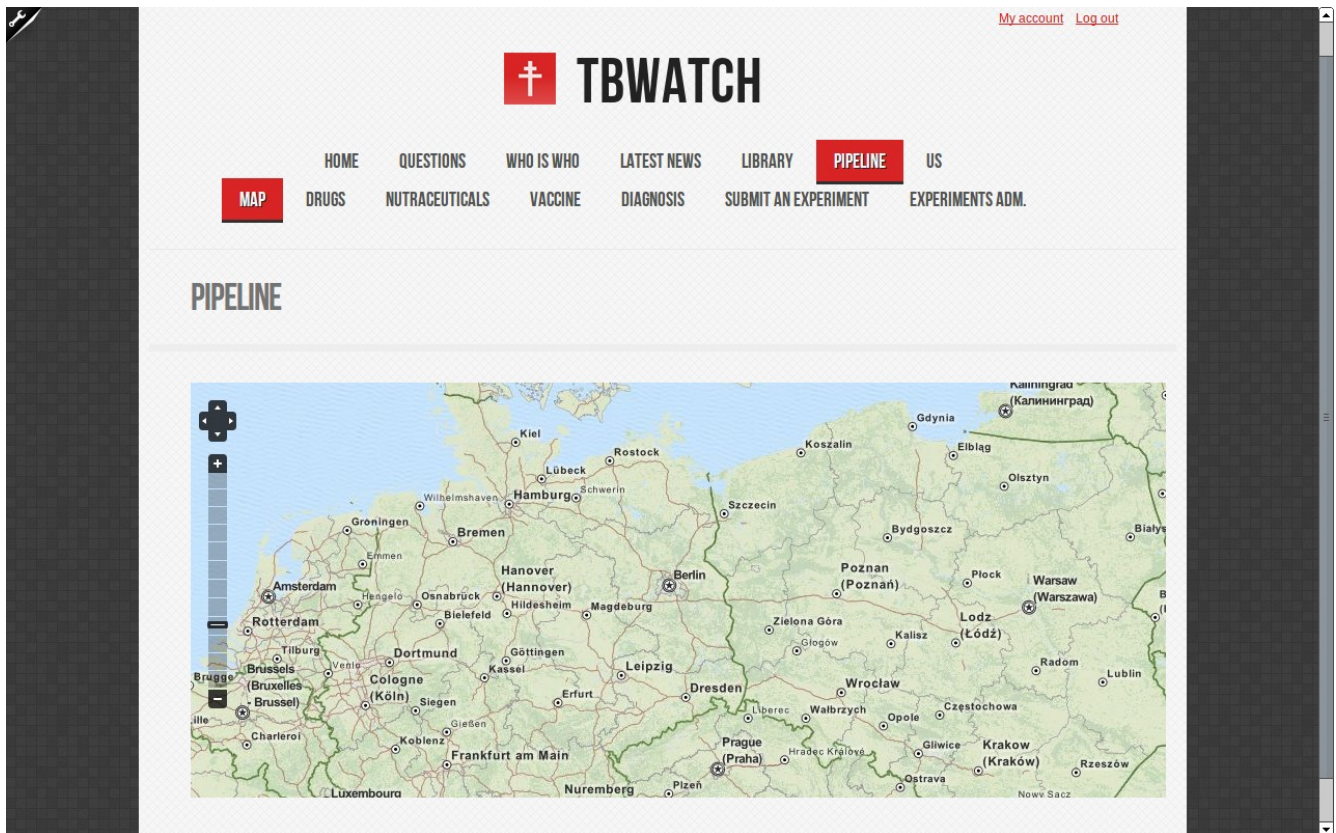 My account Log out
TBWATCH
HOME QUESTIONS WHO IS WHO LATEST NEWS LIBRARY PIPELINE US
MAP DRUGS NUTRACEUTICALS VACCINE DIAGNOSIS SUBMIT AN EXPERIMENT EXPERIMENTS ADM.
PIPELINE
Kaliningrad
(Калининград)
Gdynia
Kiel
Koszalin
Elbląg
Rostock
Lübeck
Olsztyn
Wilhelmshaven
Hamburg
Schwerin
Szczecin
Groningen
Bremen
Bydgoszcz
Białys
Emmen
Hanover
(Hannover)
Berlin
Poznan
(Poznań)
Płock
Warsaw
(Warszawa)
Amsterdam
Hengelo
Osnabrück
Hildesheim
Magdeburg
Rotterdam
Bielefeld
Zielona Góra
Lodz
(Łódź)
Kalisz
Głogów
Tilburg
Dortmund
Göttingen
Brugge
Brussels
(Bruxelles
- Brussel)
Venlo
Kassel
Leipzig
Radom
Lublin
Cologne
(Köln)
Siegen
Erfurt
Dresden
Wrocław
Liberec
Wałbrzych
Opole
Częstochowa
ille
Charleroi
Gießen
Koblenz
Frankfurt am Main
Prague
(Praha)
Hradec Králové
Gliwice
Krakow
(Kraków)
Rzeszów
Luxembourg
Nuremberg
Plzeň
Ostrava
Nowy Sacz